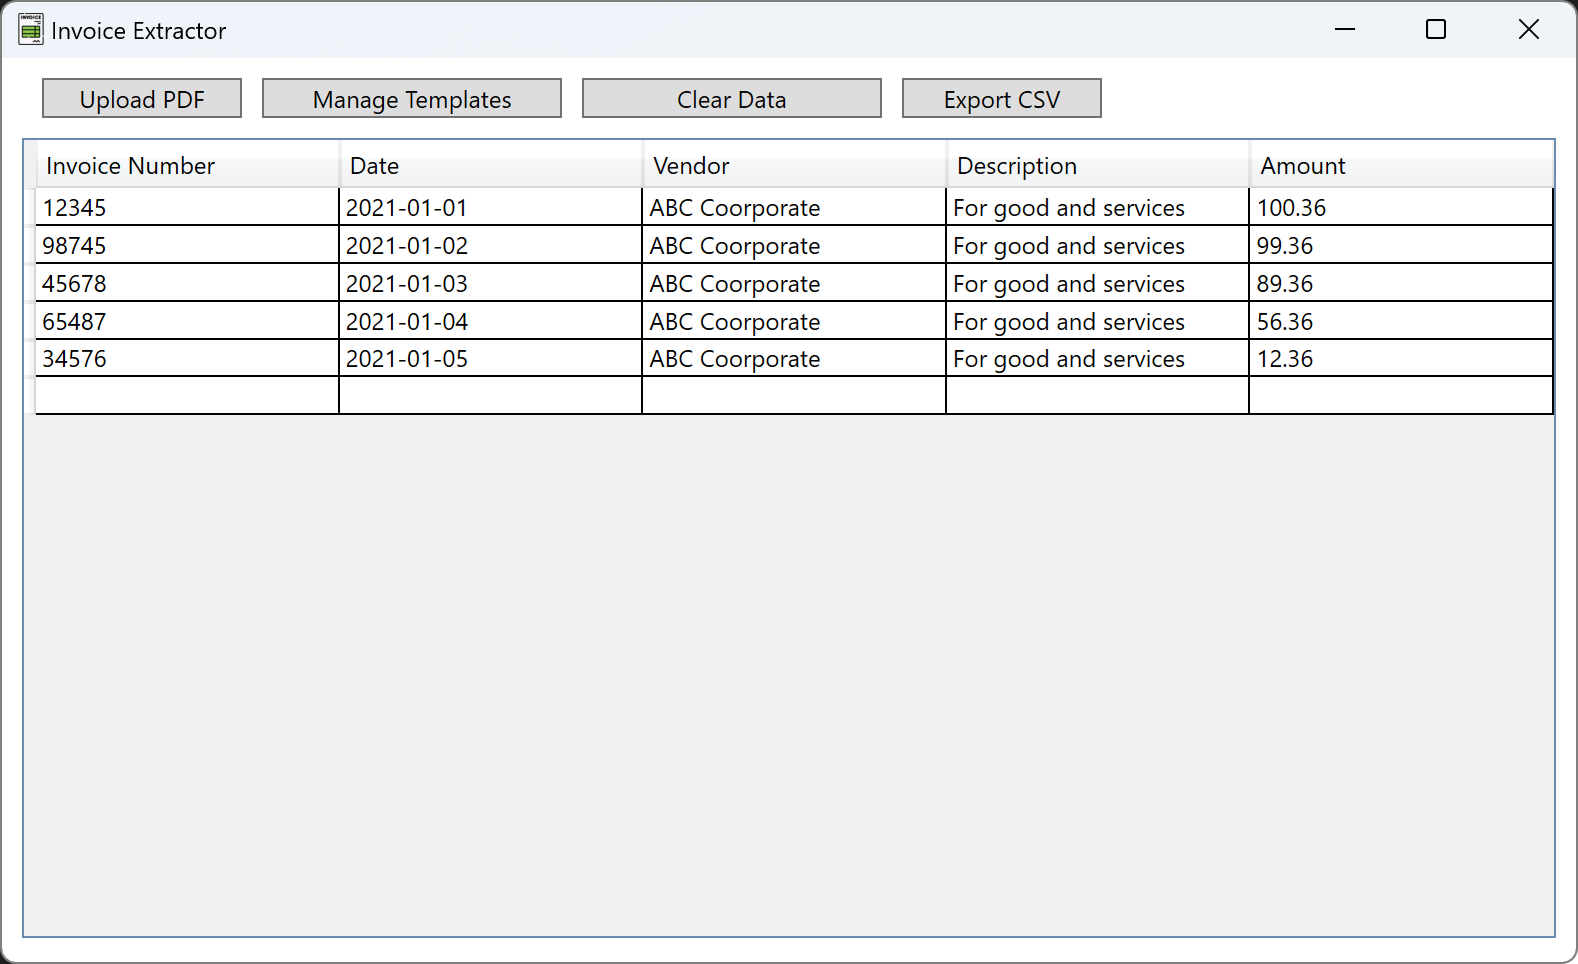 INVOICE
Invoice Extractor
Upload PDF Manage Templates Clear Data Export CSV
Invoice Number Date Vendor Description Amount
12345 2021-01-01 ABC Coorporate For good and services 100.36
98745 2021-01-02 ABC Coorporate For good and services 99.36
45678 2021-01-03 ABC Coorporate For good and services 89.36
65487 2021-01-04 ABC Coorporate For good and services 56.36
34576 2021-01-05 ABC Coorporate For good and services 12.36